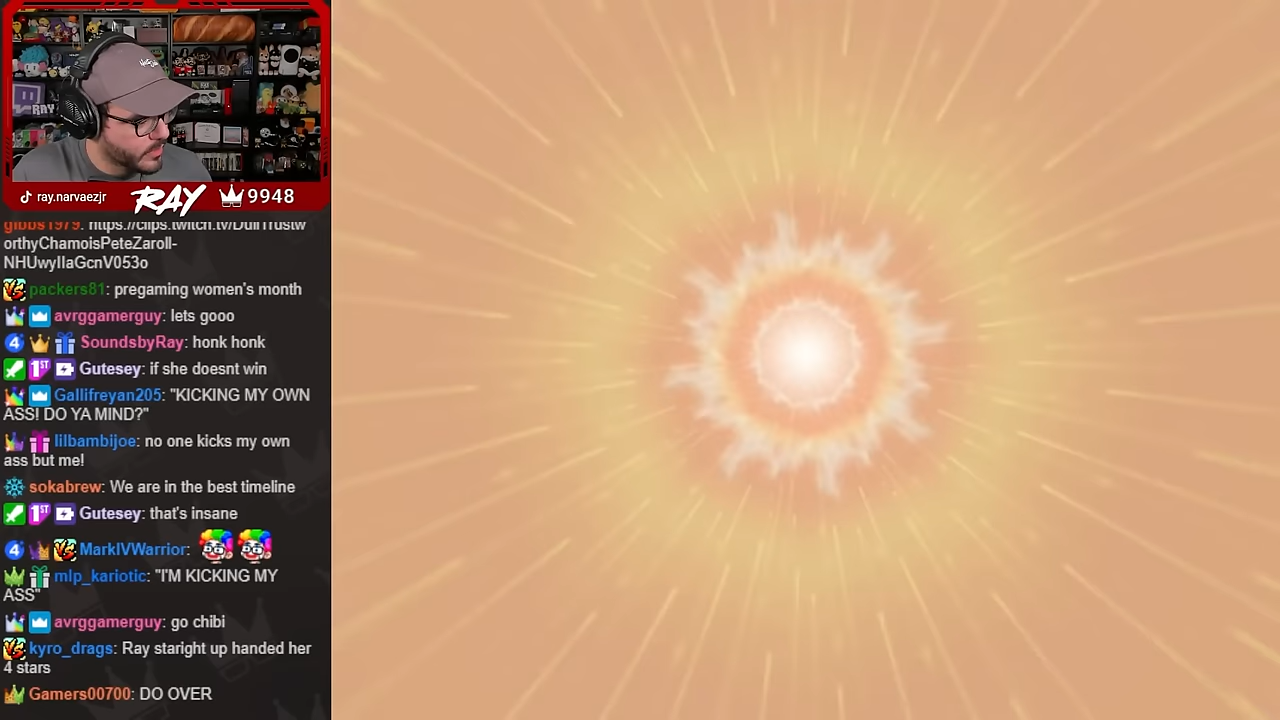 ray.narvaezjr RAY 9948
gibbs1979: https://clips.twitch.tv/DullTrustw
orthyChamoisPeteZaroll-
NHUwyIIaGcnV053o
packers81: pregaming women's month
avrggamerguy: lets gooo
SoundsbyRay: honk honk
Gutesey: if she doesnt win
Gallifreyan205: "KICKING MY OWN
ASS! DO YA MIND?"
lilbambijoe: no one kicks my own
ass but me!
sokabrew: We are in the best timeline
Gutesey: that's insane
MarkIVWarrior:
mlp_kariotic: "I'M KICKING MY
ASS"
avrggamerguy: go chibi
kyro_drags: Ray staright up handed her
4 stars
Gamers00700: DO OVER